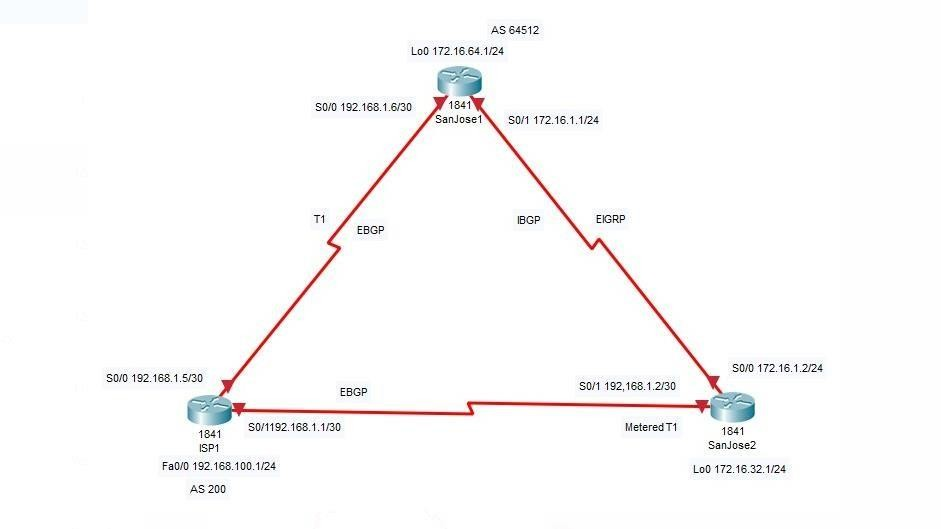 AS 64512
Lo0 172.16.64.1/24
S0/0 192.168.1.6/30
1841
SanJose1
S0/1 172.16.1.1/24
T1
EBGP
IBGP
EIGRP
S0/0 192.168.1.5/30
EBGP
S0/1 192,168.1.2/30
S0/0 172.16.1.2/24
1841
ISP1
S0/1192.168.1.1/30
Metered T1
1841
SanJose2
Fa0/0 192.168.100.1/24
Lo0 172.16.32.1/24
AS 200